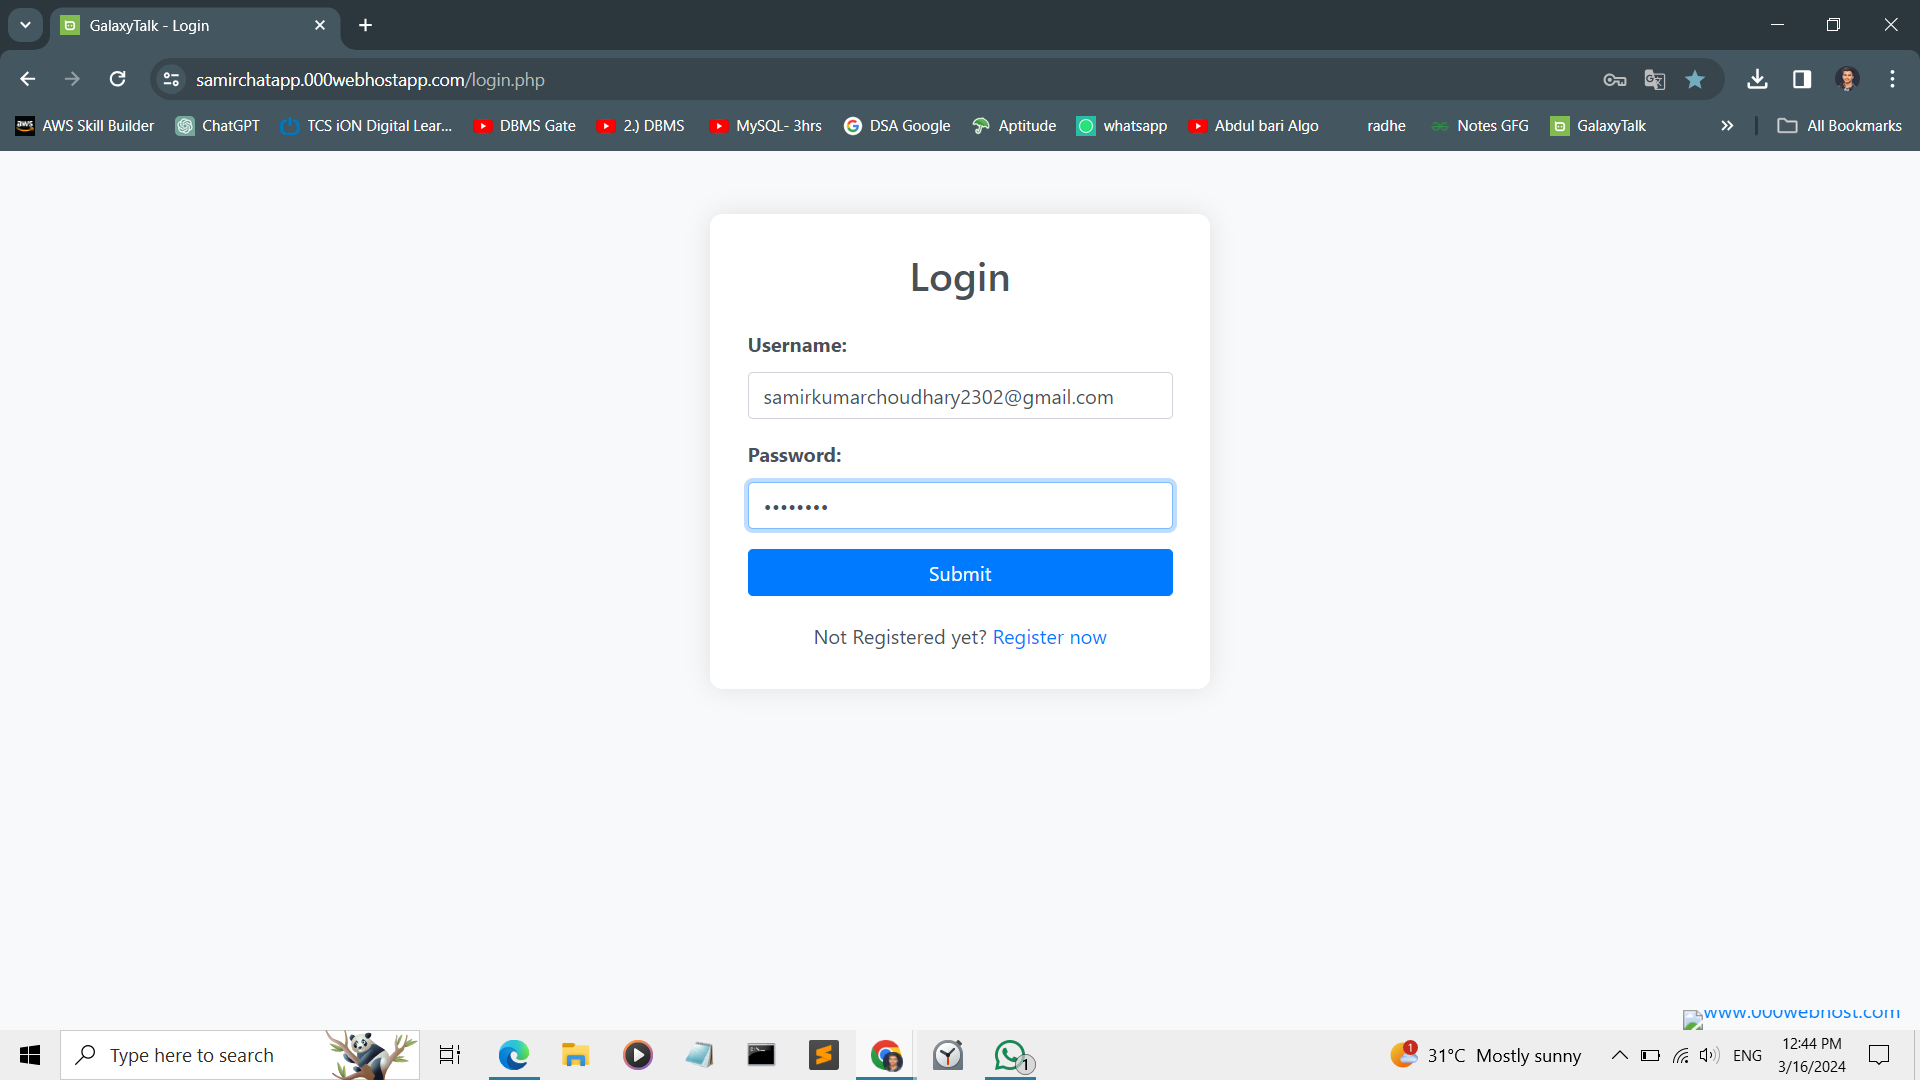 GalaxyTalk - Login
samirchatapp.000webhostapp.com/login.php
aws AWS Skill Builder ChatGPT TCS iON Digital Lear... DBMS Gate 2.) DBMS MySQL- 3hrs DSA Google Aptitude whatsapp Abdul bari Algo radhe Notes GFG GalaxyTalk » All Bookmarks
Login
Username:
samirkumarchoudhary2302@gmail.com
Password:
••••••••
Submit
Not Registered yet? Register now
www.000webhost.com
Type here to search
1
1
31°C Mostly sunny
ENG
12:44 PM
3/16/2024